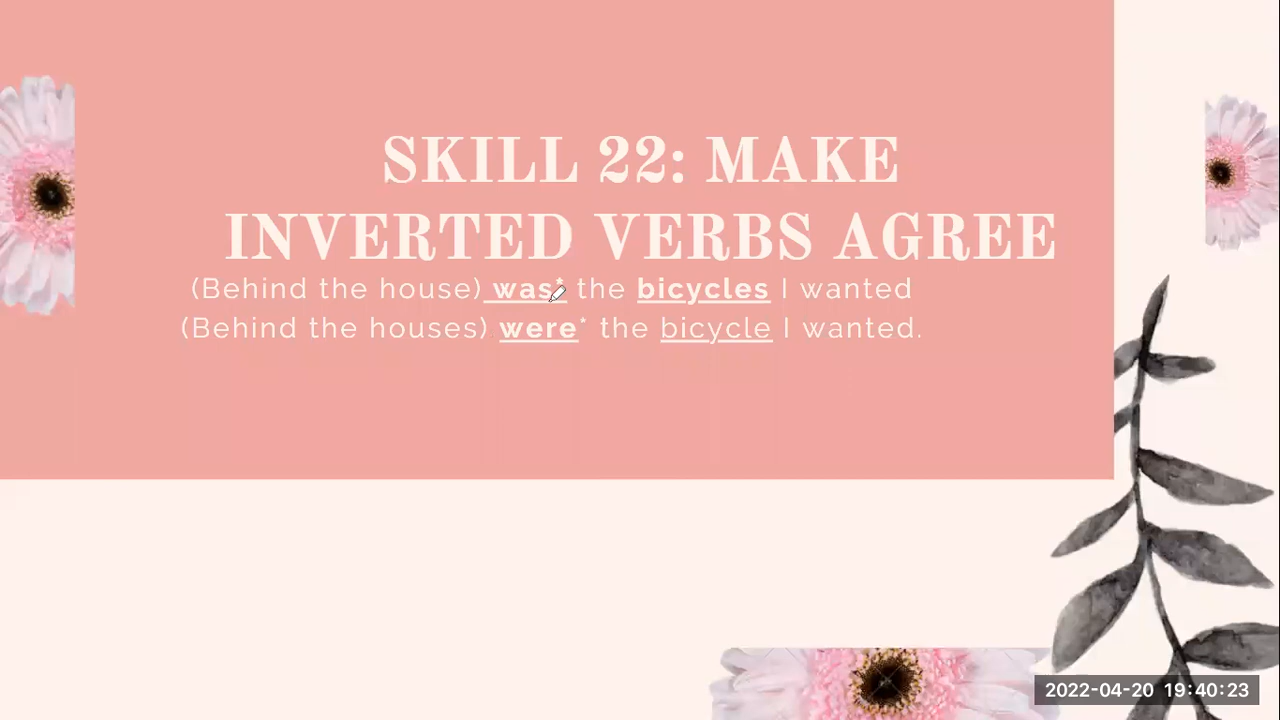 SKILL 22: MAKE
INVERTED VERBS AGREE
(Behind the house) was* the bicycles I wanted
(Behind the houses) were* the bicycle I wanted.
2022-04-20 19:40:23